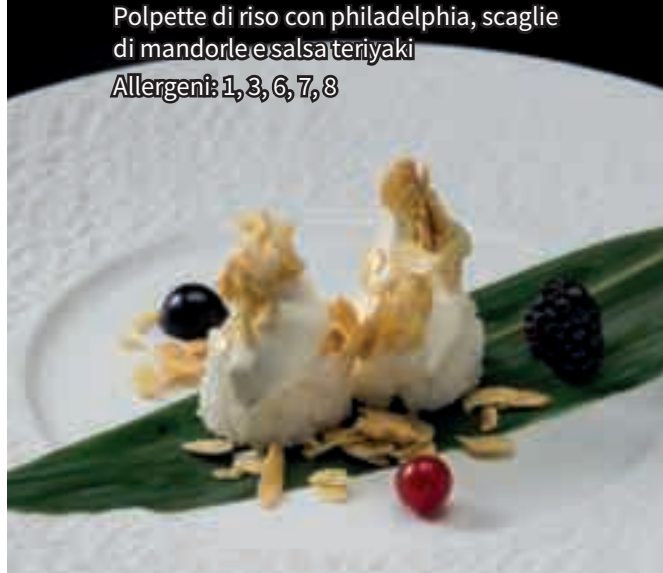 Polpette di riso con philadelphia, scaglie
di mandorle e salsa teriyaki
Allergeni: 1, 3, 6, 7, 8